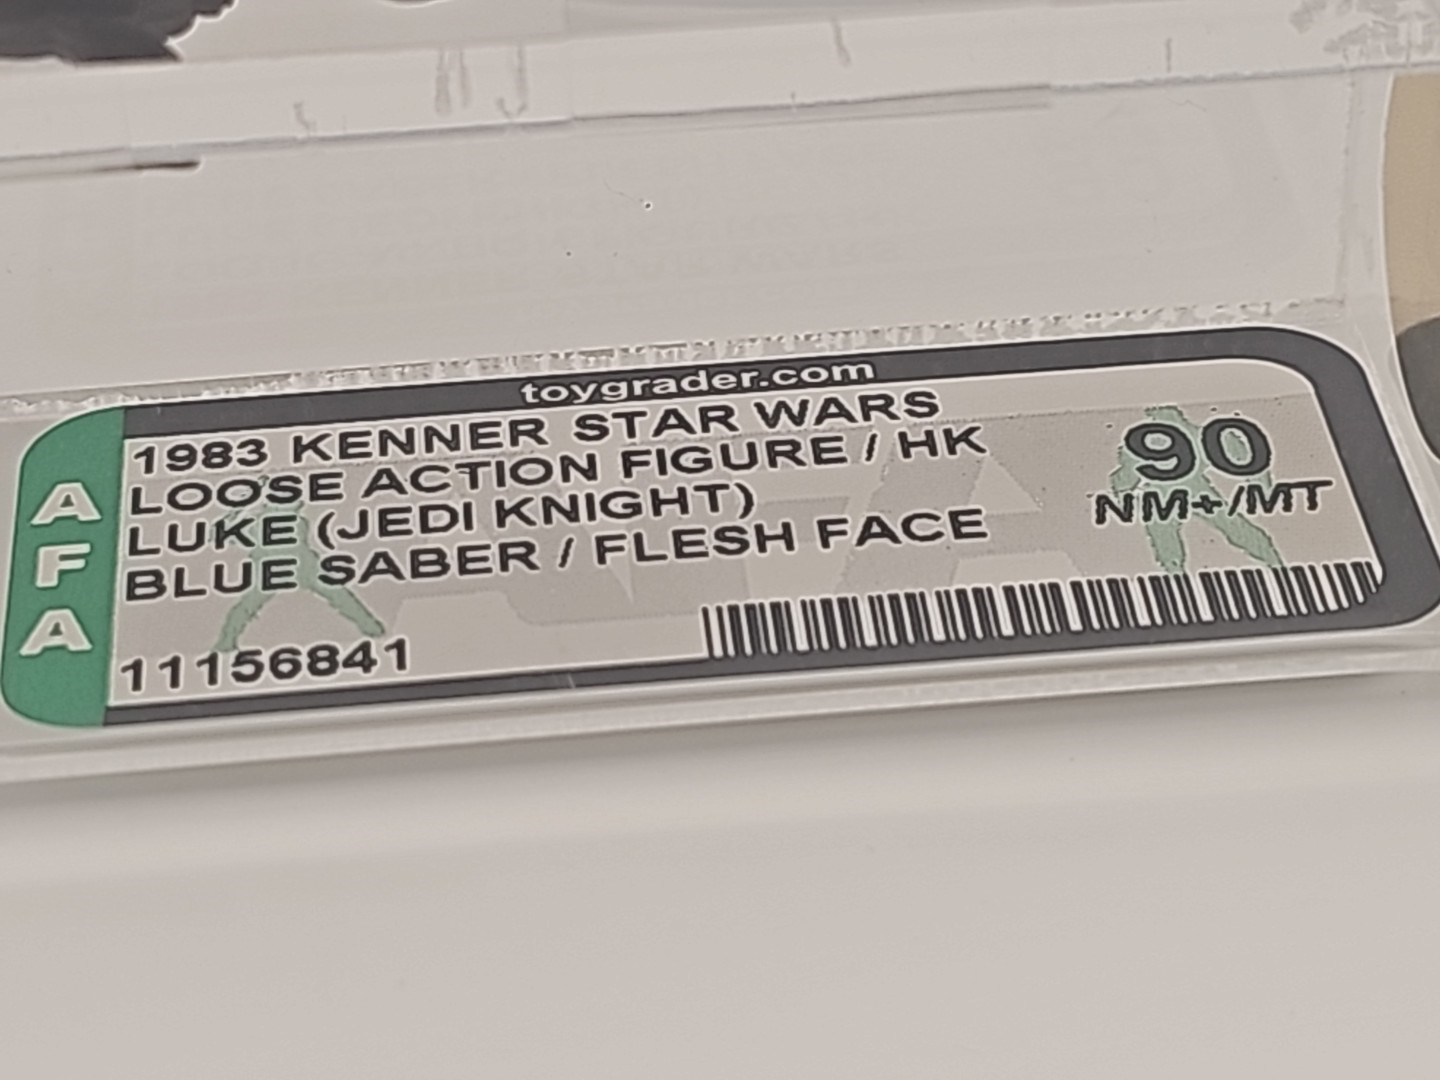 toygrader.com
AFA
1983 KENNER STAR WARS
LOOSE ACTION FIGURE / HK
LUKE (JEDI KNIGHT)
BLUE SABER / FLESH FACE
11156841
90
NM+/MT